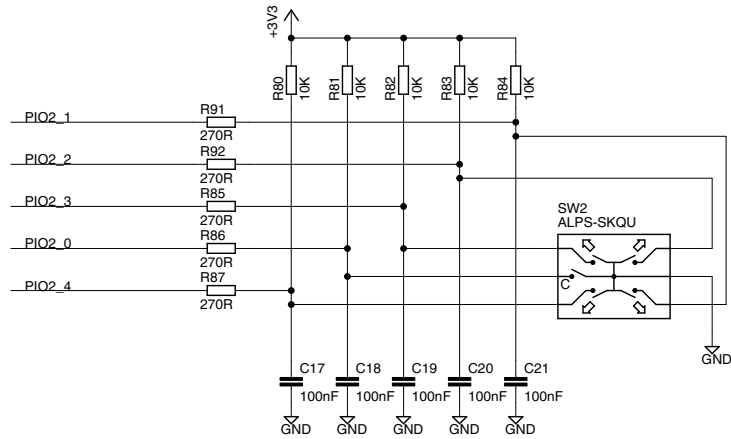 +3V3
R80
10K
R81
10K
R82
10K
R83
10K
R84
10K
PIO2_1
R91
270R
PIO2_2
R92
270R
PIO2_3
R85
270R
PIO2_0
R86
270R
PIO2_4
R87
270R
SW2
ALPS-SKQU
C
GND
C17
100nF
C18
100nF
C19
100nF
C20
100nF
C21
100nF
GND
GND
GND
GND
GND